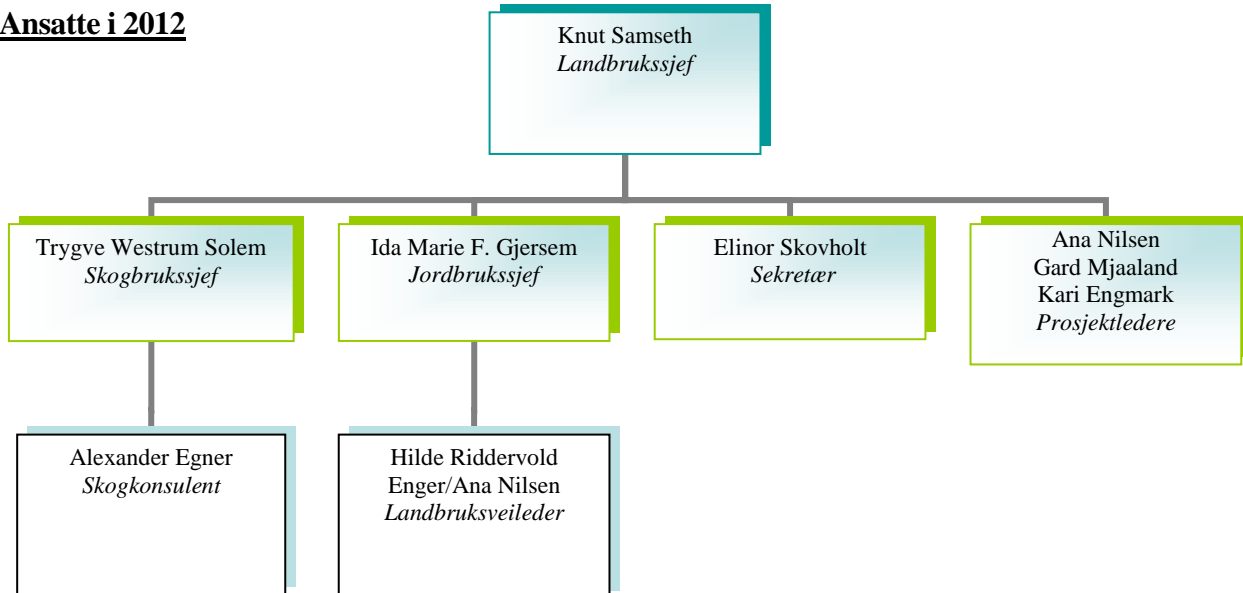 Ansatte i 2012
Knut Samseth
Landbrukssjef
Trygve Westrum Solem
Skogbrukssjef
Ida Marie F. Gjersem
Jordbrukssjef
Elinor Skovholt
Sekretær
Ana Nilsen
Gard Mjaaland
Kari Engmark
Prosjektledere
Alexander Egner
Skogkonsulent
Hilde Riddervold
Enger/Ana Nilsen
Landbruksveileder